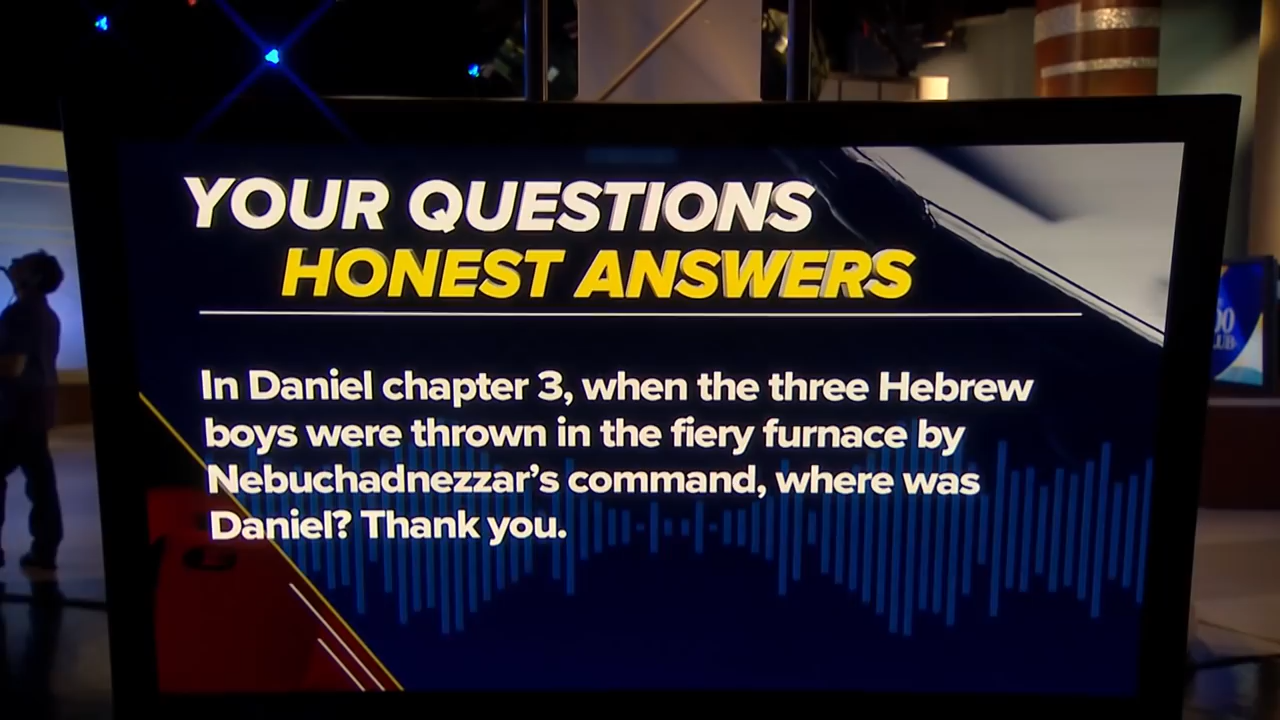 YOUR QUESTIONS
HONEST ANSWERS
In Daniel chapter 3, when the three Hebrew
boys were thrown in the fiery furnace by
Nebuchadnezzar's command, where was
Daniel? Thank you.